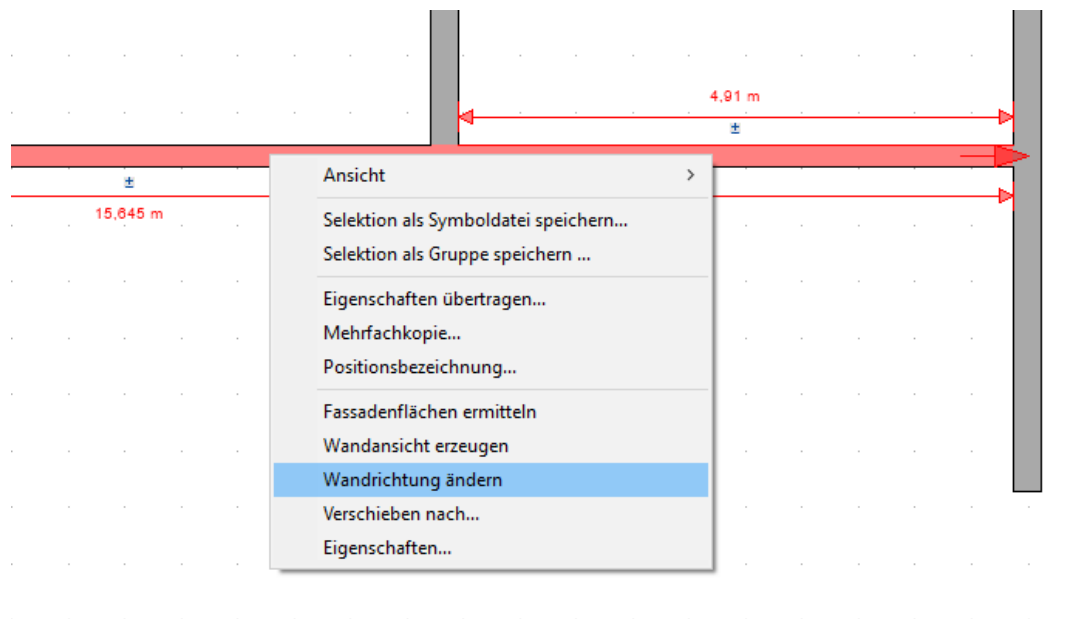 4,91 m
±
±
15,645 m
Ansicht
Selektion als Symboldatei speichern...
Selektion als Gruppe speichern ...
Eigenschaften übertragen...
Mehrfachkopie...
Positionsbezeichnung...
Fassadenflächen ermitteln
Wandansicht erzeugen
Wandrichtung ändern
Verschieben nach...
Eigenschaften...